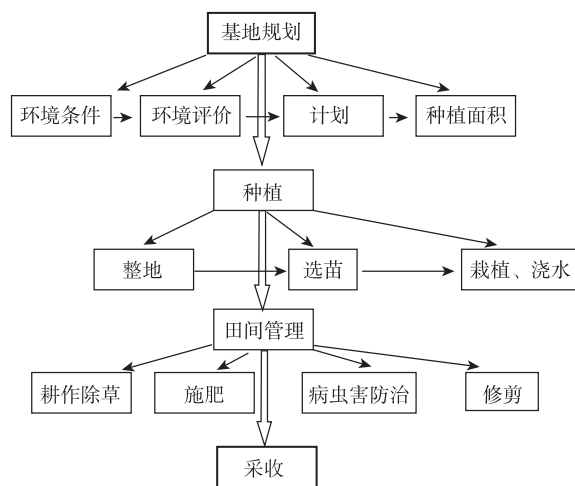 基地规划
环境条件
环境评价
计划
种植面积
种植
整地
选苗
栽植、浇水
田间管理
耕作除草
施肥
病虫害防治
修剪
采收